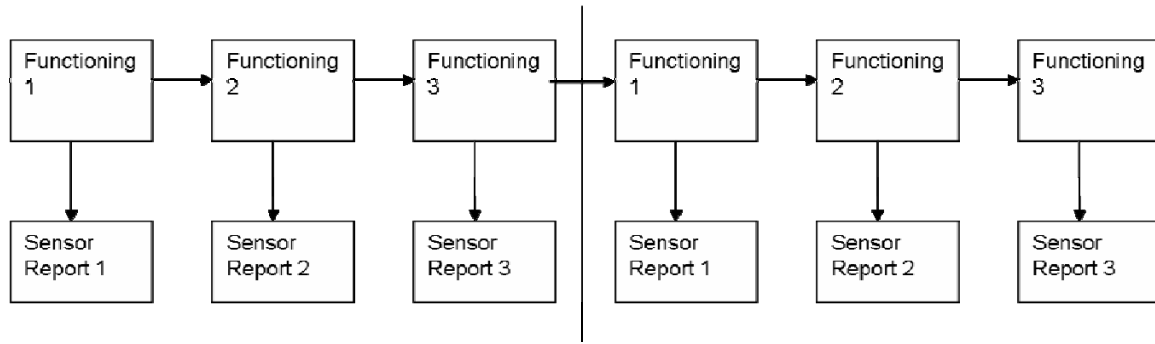 Functioning
1
Functioning
2
Functioning
3
Functioning
1
Functioning
2
Functioning
3
Sensor
Report 1
Sensor
Report 2
Sensor
Report 3
Sensor
Report 1
Sensor
Report 2
Sensor
Report 3